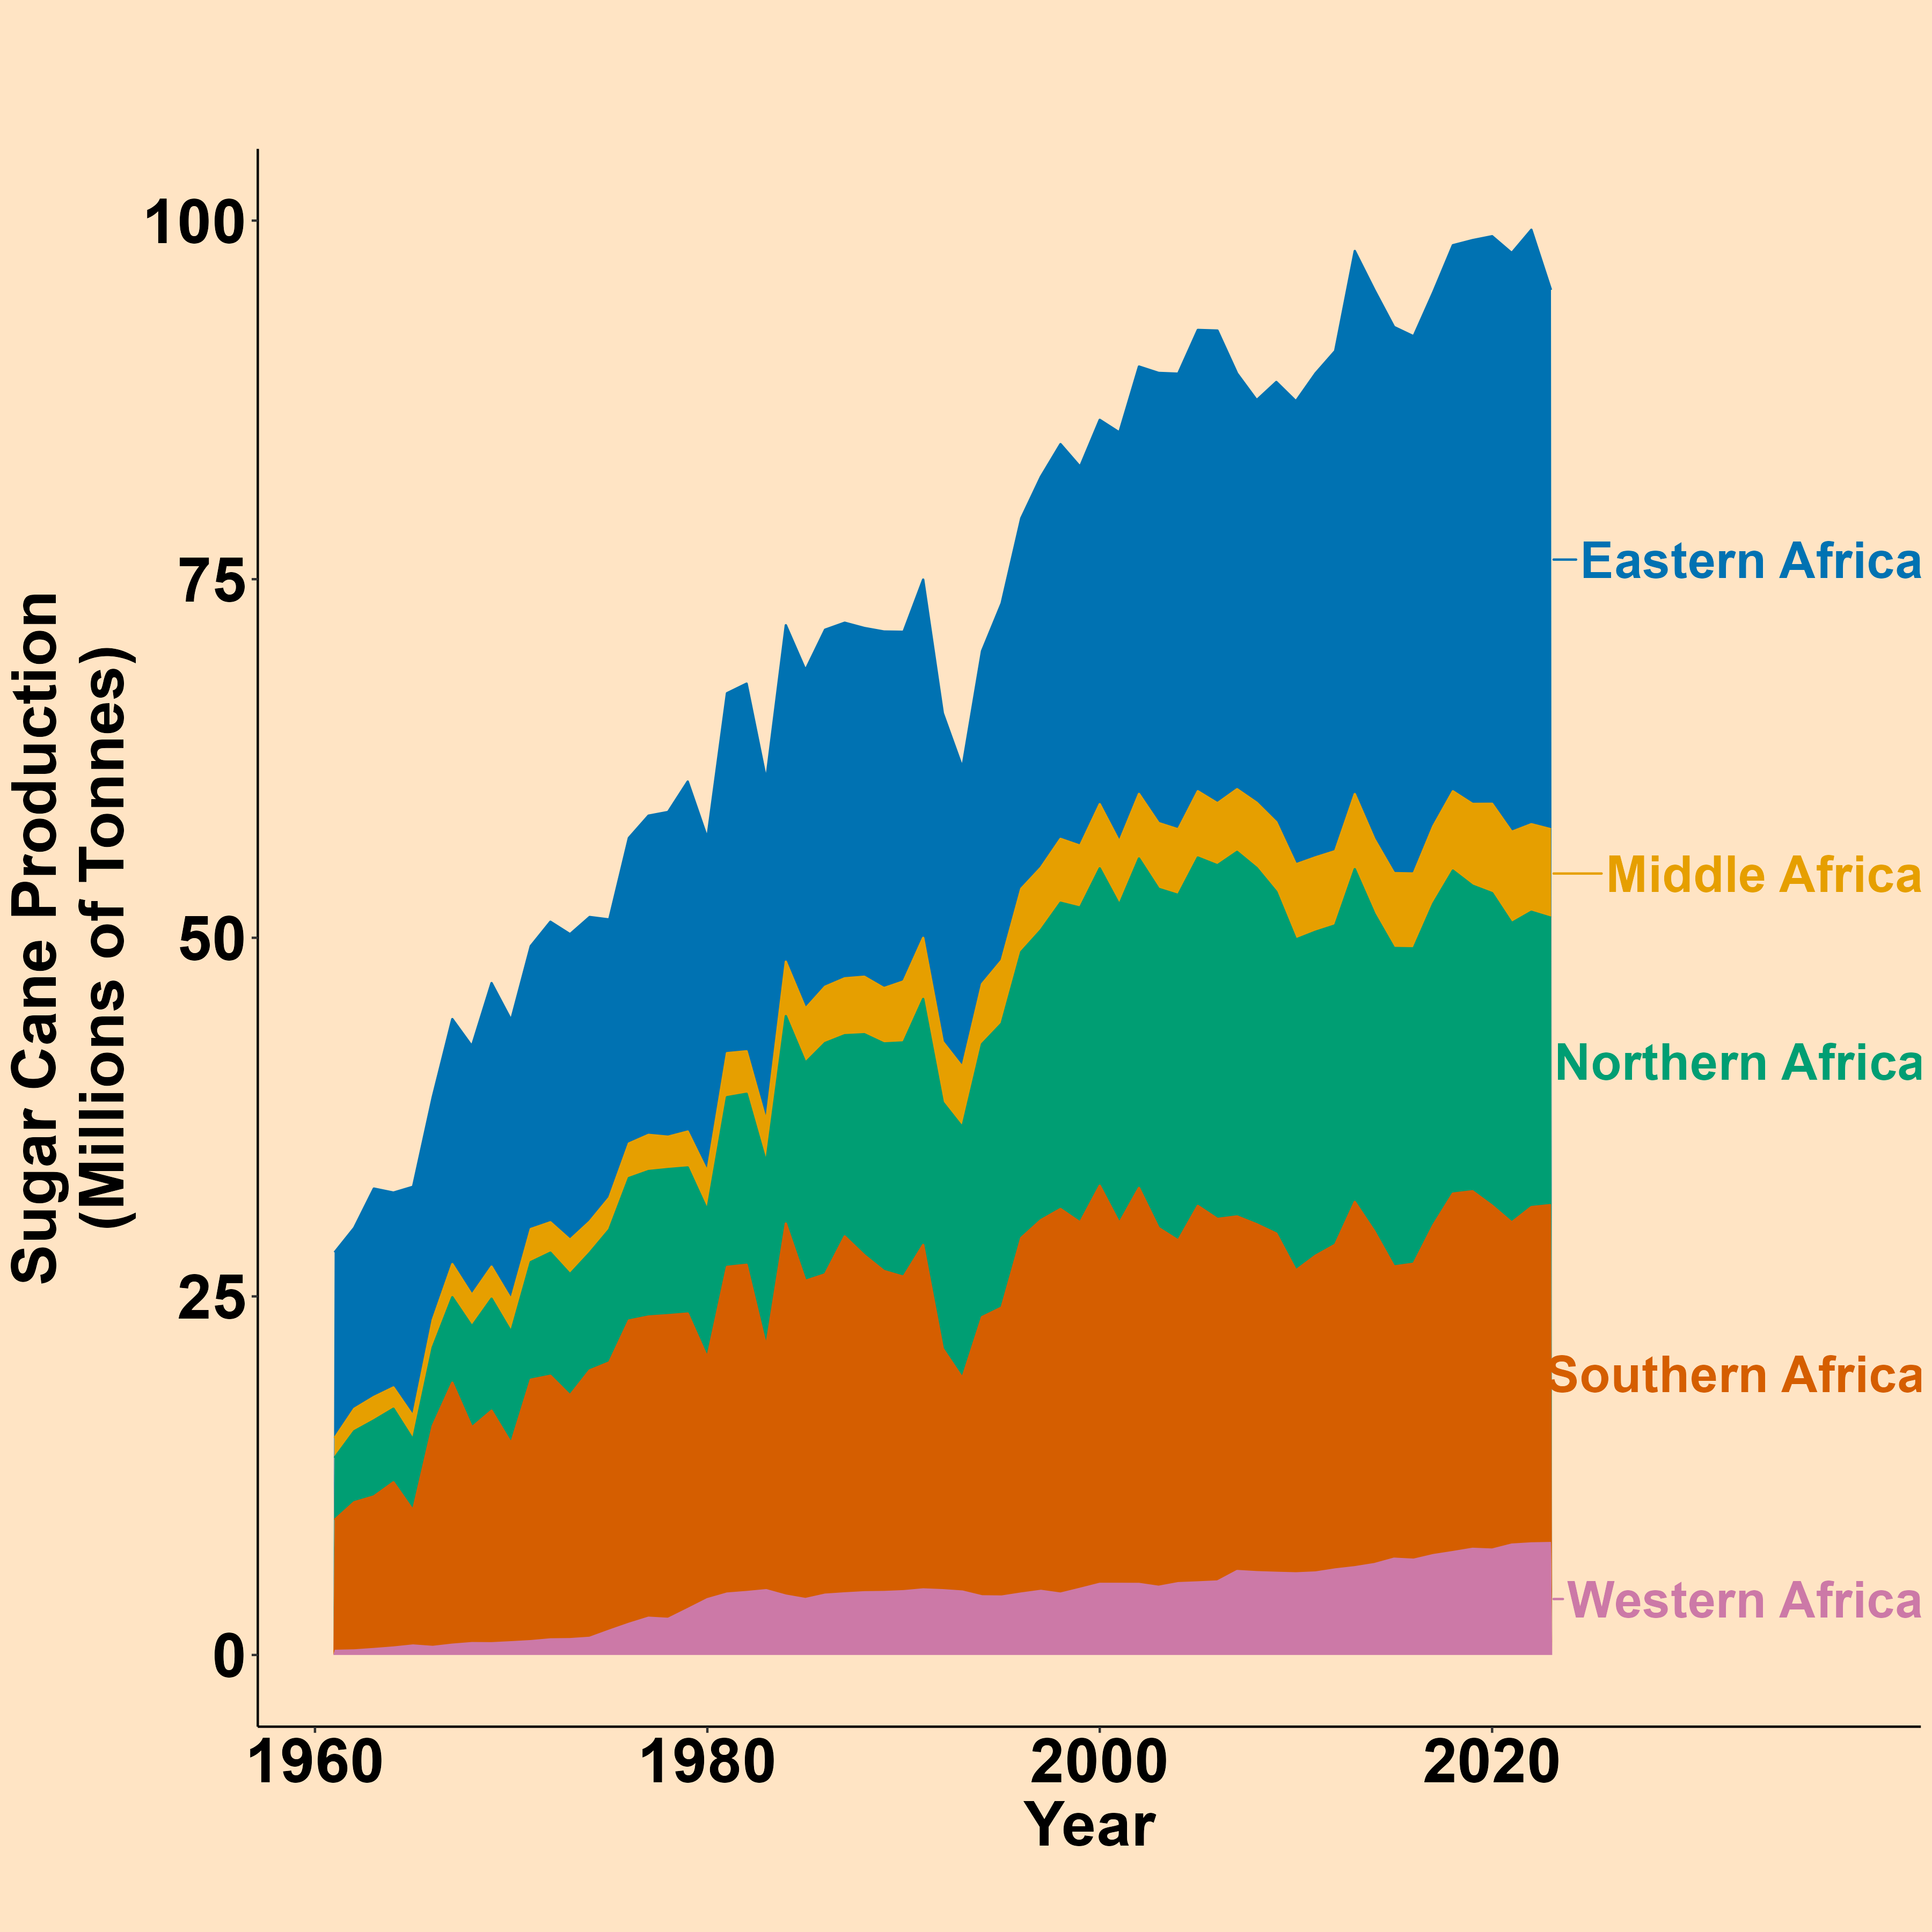 Sugar Cane Production
(Millions of Tonnes)
100
75
50
25
0
Eastern Africa
Middle Africa
Northern Africa
Southern Africa
Western Africa
1960 1980 2000 2020
Year